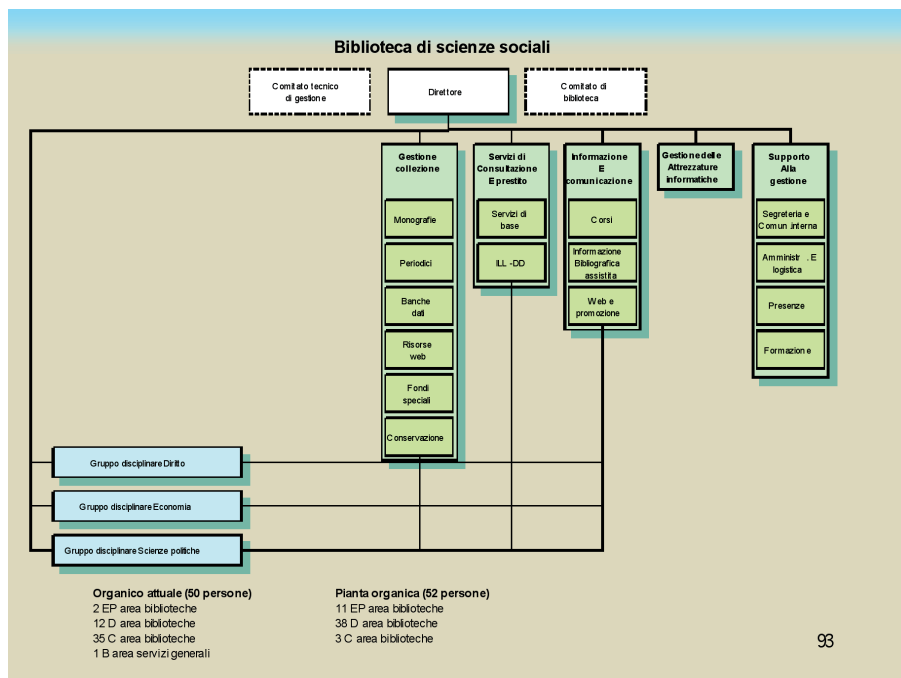 Biblioteca di scienze sociali
Comitato tecnico
di gestione
Direttore
Comitato di
biblioteca
Gestione
collezione
Monografie
Periodici
Banche
dati
Risorse
web
Fondi
speciali
Conservazione
Servizi di
Consultazione
E prestito
Servizi di
base
ILL -DD
Informazione
E
comunicazione
Corsi
Informazione
Bibliografica
assistita
Web e
promozione
Gestione delle
Attrezzature
informatiche
Supporto
Alla
gestione
Segreteria e
Comun.interna
Amministr . E
logistica
Presenze
Formazione
Gruppo disciplinare Diritto
Gruppo disciplinare Economia
Gruppo disciplinare Scienze politiche
Organico attuale (50 persone)
2 EP area biblioteche
12 D area biblioteche
35 C area biblioteche
1 B area servizi generali
Pianta organica (52 persone)
11 EP area biblioteche
38 D area biblioteche
3 C area biblioteche
93